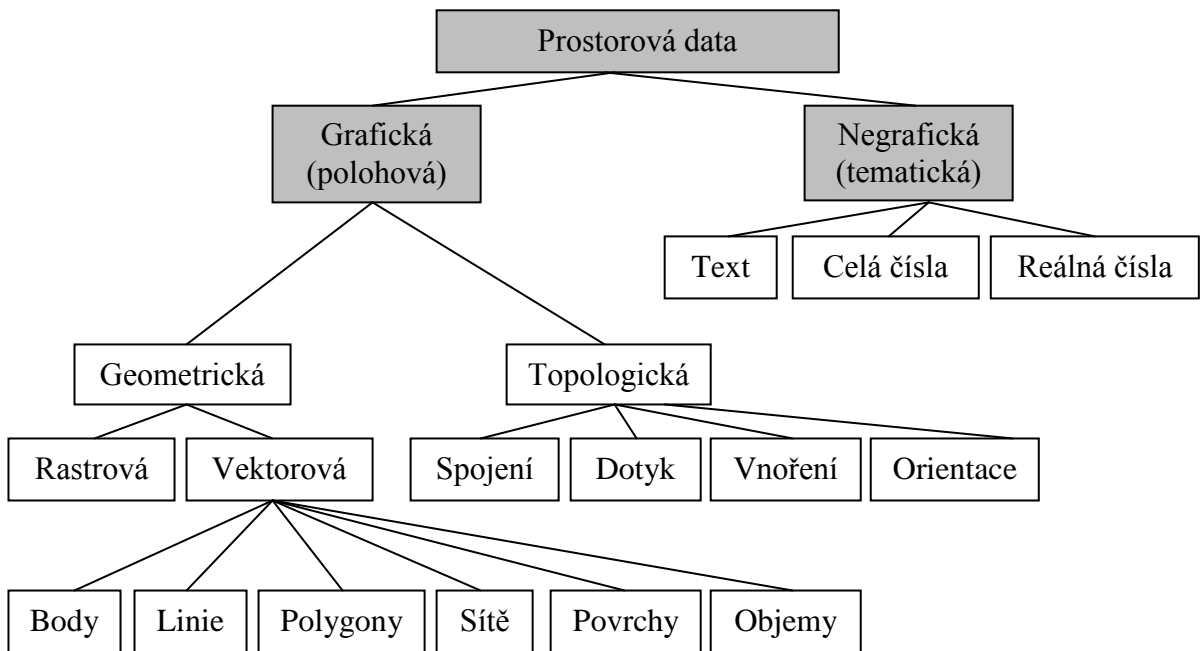 Prostorová data
Grafická
(polohová)
Negrafická
(tematická)
Text
Celá čísla
Reálná čísla
Geometrická
Topologická
Rastrová
Vektorová
Spojení
Dotyk
Vnoření
Orientace
Body
Linie
Polygony
Sítě
Povrchy
Objemy